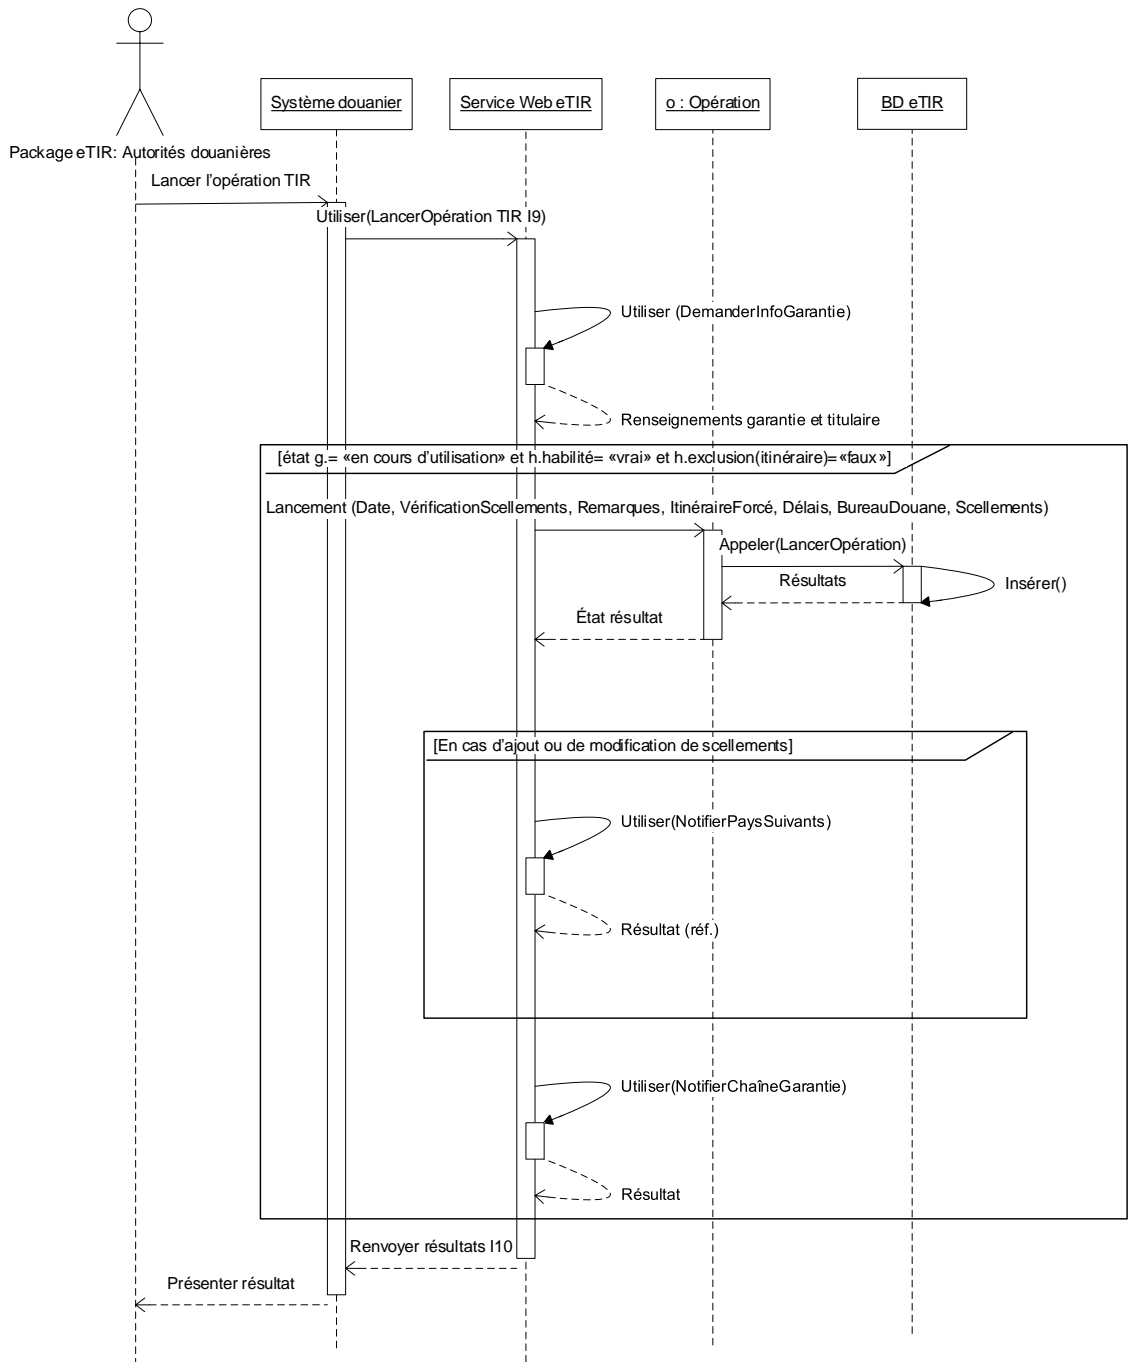 Système douanier
Service Web eTIR
o : Opération
BD eTIR
Package eTIR: Autorités douanières
Lancer l'opération TIR
Utiliser(LancerOpération TIR I9)
Utiliser (DemanderInfoGarantie)
Renseignements garantie et titulaire
[état g.= «en cours d'utilisation» et h.habilité= «vrai» et h.exclusion(itinéraire)= «faux»]
Lancement (Date, VérificationScellements, Remarques, ItinéraireForcé, Délais, BureauDouane, Scellements)
Appeler(LancerOpération)
Résultats
Insérer()
État résultat
[En cas d'ajout ou de modification de scellements]
Utiliser(NotifierPaysSuivants)
Résultat (réf.)
Utiliser(NotifierChaîneGarantie)
Résultat
Renvoyer résultats I10
Présenter résultat